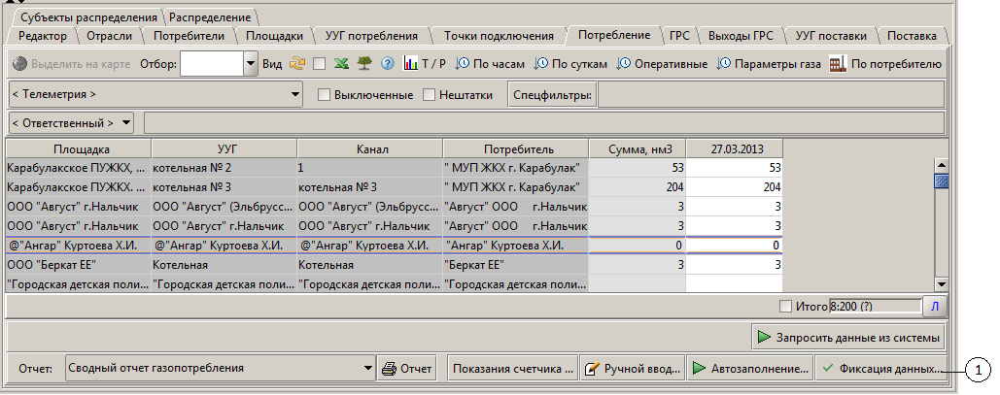 Субъекты распределения Распределение
Редактор Отрасли Потребители Площадки УУГ потребления Точки подключения Потребление ГРС Выходы ГРС УУГ поставки Поставка
Выделить на карте Отбор: Вид Т / Р По часам По суткам Оперативные Параметры газа По потребителю
< Телеметрия > Выключенные Нештатки Спецфильтры:
< Ответственный >
Площадка УУГ Канал Потребитель Сумма, нм3 27.03.2013
Карабулакское ПУЖКХ, ... котельная № 2 1 " МУП ЖКХ г. Карабулак" 53 53
Карабулакское ПУЖКХ. ... котельная № 3 котельная № 3 " МУП ЖКХ г. Карабулак" 204 204
ООО "Август" г.Нальчик ООО "Август" (Эльбрусс... ООО "Август" (Эльбрусс... "Август" ООО г.Нальчик 3 3
ООО "Август" г.Нальчик ООО "Август" г.Нальчик ООО "Август" г.Нальчик "Август" ООО г.Нальчик 3 3
@"Ангар" Куртоева Х.И. @"Ангар" Куртоева Х.И. @"Ангар" Куртоева Х.И. "Ангар" Куртоева Х.И. 0 0
ООО "Беркат ЕЕ" Котельная Котельная "Беркат ЕЕ" 3 3
"Городская детская поли... "Городская детская поли... "Городская детская поли... "Городская детская поли...
Итого 8:200 (?) Л
Запросить данные из системы
Отчет: Сводный отчет газопотребления Отчет Показания счетчика ... Ручной ввод... Автозаполнение... Фиксация данных... 1